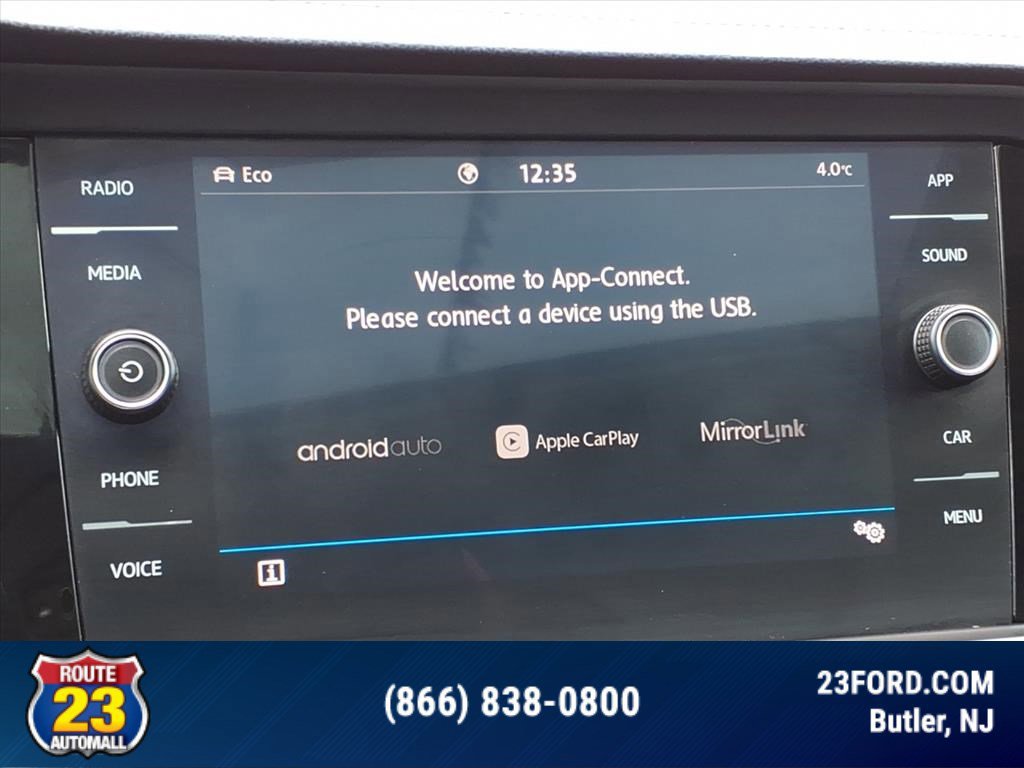 RADIO
MEDIA
PHONE
VOICE
Eco
12:35
4.0°C
Welcome to App-Connect.
Please connect a device using the USB.
androidauto
Apple CarPlay
MirrorLink
i
APP
SOUND
CAR
MENU
ROUTE
23
AUTOMALL
(866) 838-0800
23FORD.COM
Butler, NJ